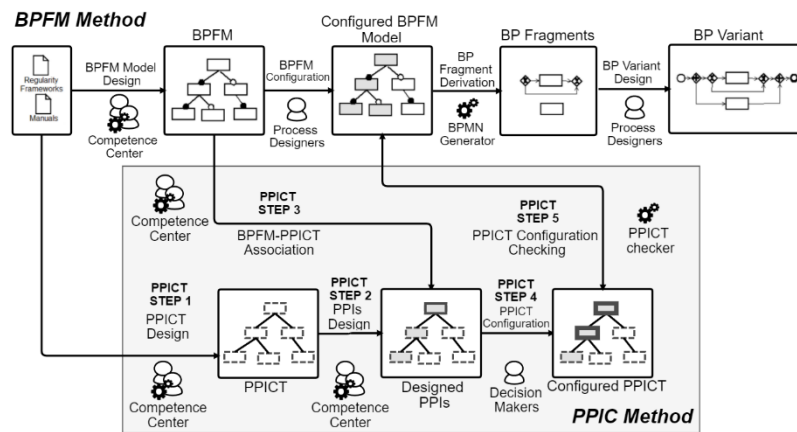 BPFM Method
BPFM
Configured BPFM
Model
BP Fragments
BP Variant
Regularity
Frameworks
Manuals
BPFM Model
Design
Competence
Center
BPFM
Configuration
Process
Designers
BP
Fragment
Derivation
BPMN
Generator
BP Variant
Design
Process
Designers
Competence
Center
PPICT
STEP 3
BPFM-PPICT
Association
PPICT
STEP 5
PPICT Configuration
Checking
PPICT
checker
PPICT
STEP 1
PPICT
Design
Competence
Center
PPICT
PPICT
STEP 2
PPIs
Design
Competence
Center
Designed
PPIs
PPICT
STEP 4
PPICT
Configuration
Decision
Makers
Configured PPICT
PPIC Method